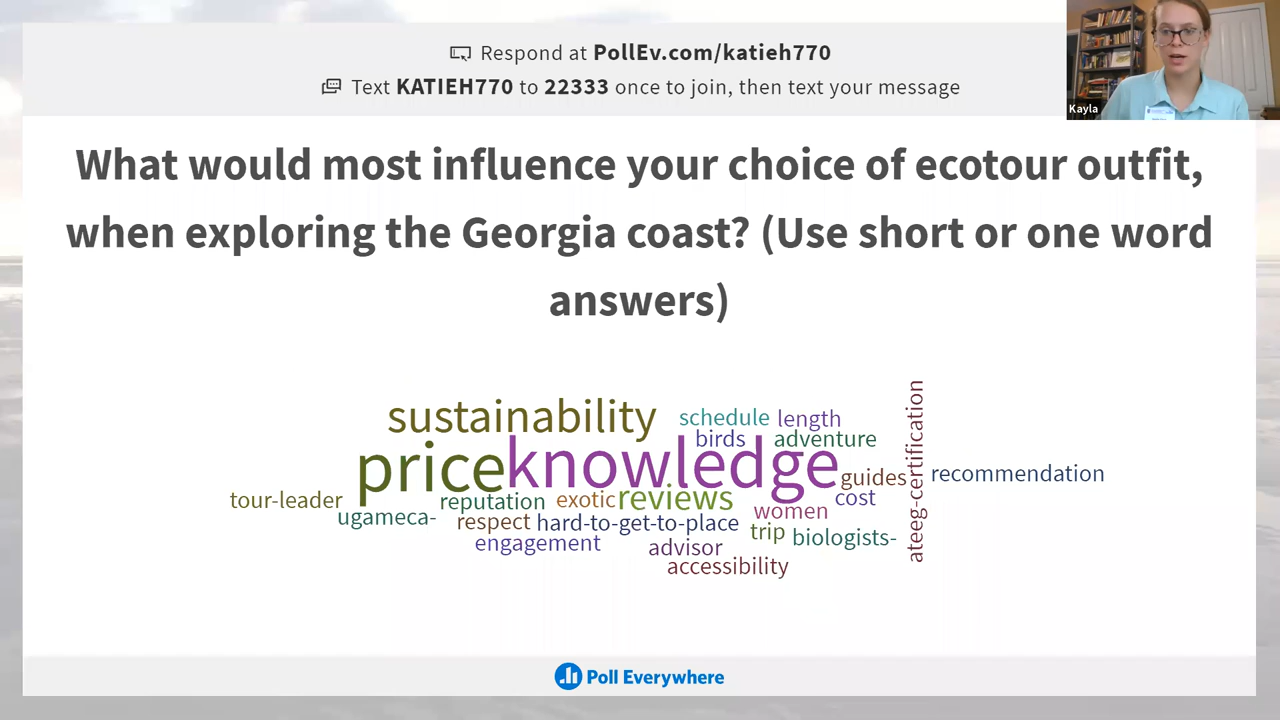 Respond at PollEv.com/katieh770
Text KATIEH770 to 22333 once to join, then text your message
Kayla
What would most influence your choice of ecotour outfit,
when exploring the Georgia coast? (Use short or one word
answers)
sustainability
schedule
length
birds
adventure
price
knowledge
guides
ateeg-certification
recommendation
tour-leader
reputation
exotic
reviews
cost
ugameca-
respect
hard-to-get-to-place
women
trip
biologists-
engagement
advisor
accessibility
Poll Everywhere